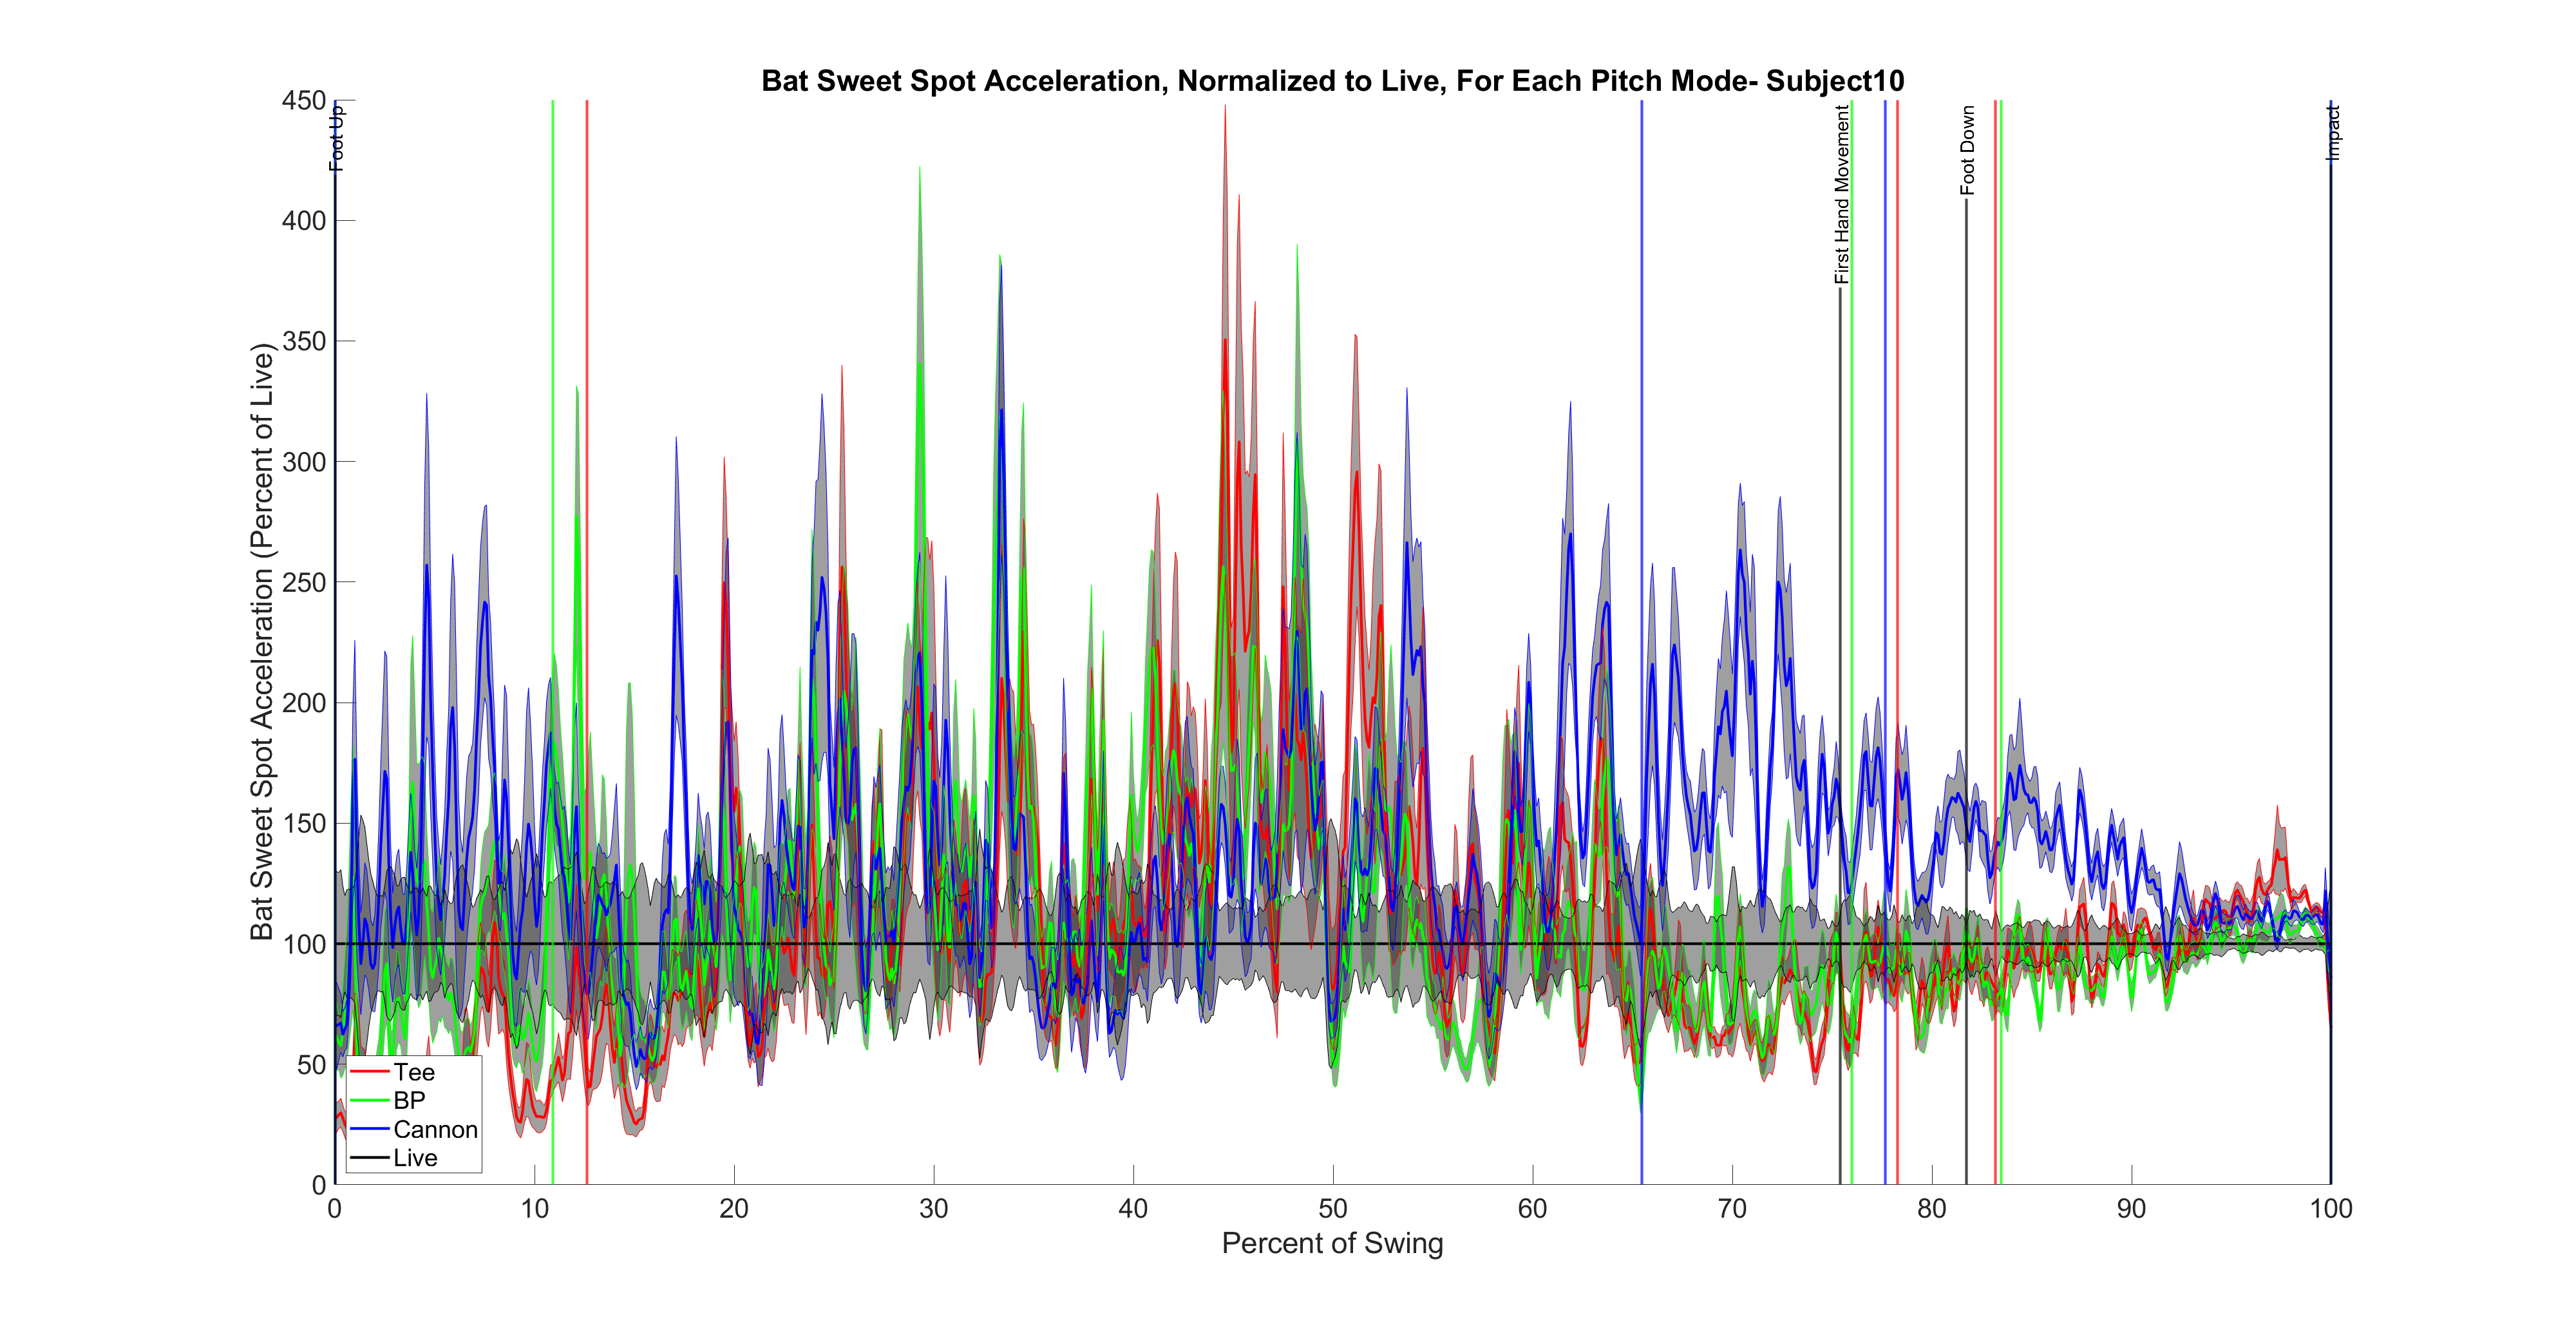 Bat Sweet Spot Acceleration, Normalized to Live, For Each Pitch Mode- Subject10
Bat Sweet Spot Acceleration (Percent of Live)
450
400
350
300
250
200
150
100
50
0
Foot Up
First Hand Movement
Foot Down
Impact
Tee
BP
Cannon
Live
0 10 20 30 40 50 60 70 80 90 100
Percent of Swing